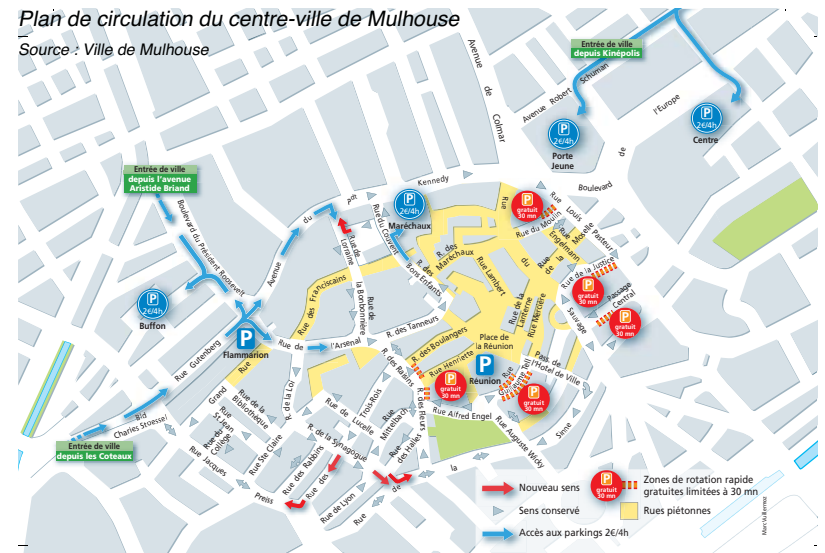 Plan de circulation du centre-ville de Mulhouse
Source : Ville de Mulhouse
Entrée de ville
depuis Kinépolis
Avenue de Colmar
Avenue Robert Schuman
l'Europe
P
2€/4h
Porte
Jeune
P
2€/4h
Centre
de
Boulevard
Entrée de ville
depuis l'avenue
Aristide Briand
Boulevard du Président Roosevelt
Avenue
du
Pdt
Kennedy
P
2€/4h
Maréchaux
Rue du Couvent
Rue de
Lorraine
P
gratuit
30 mn
Rue
Rue Louis Pasteur
Rue du Moulin
Rue
Moselle
Engelmann
R. des
Maréchaux
R. des
Bons Enfants
Rue Lambert
du
Rue de la
Rue de la Justice
P
gratuit
30 mn
Passage
Central
P
gratuit
30 mn
Sauvage
P
2€/4h
Buffon
Rue des Franciscains
Rue de
la Bonbonnière
Rue de la
Lanterne
Rue Mercière
P
Flammarion
Rue de l'Arsenal
R. des Tanneurs
R. des Boulangers
Place de
la Réunion
Rue Gutenberg
Rue
Rue Henriette
P
Réunion
Rue
Guillaume Tell
Pass. de
l'Hotel de Ville
R. des Raisins
P
gratuit
30 mn
P
gratuit
30 mn
R. de la Loi
R. des Fleurs
Rue Alfred Engel
Rue Auguste Wicky
Sinne
Bld
Charles Stoessel
Entrée de ville
depuis les Coteaux
Grand
Rue
Rue de la
Bibliothèque
St-Jean
Rue du
Collège
Rue Ste Claire
Rue Jacques
Preiss
Rue de Lucelle
Trois-Rois
Rue
Mittelbach
R. de la Synagogue
Rue des Rabbins
Rue des
Rue
des Halles
Rue de Lyon
Rue
de
la
Nouveau sens
Sens conservé
Accès aux parkings 2€/4h
P
gratuit
30 mn
Zones de rotation rapide
gratuites limitées à 30 mn
Rues piétonnes